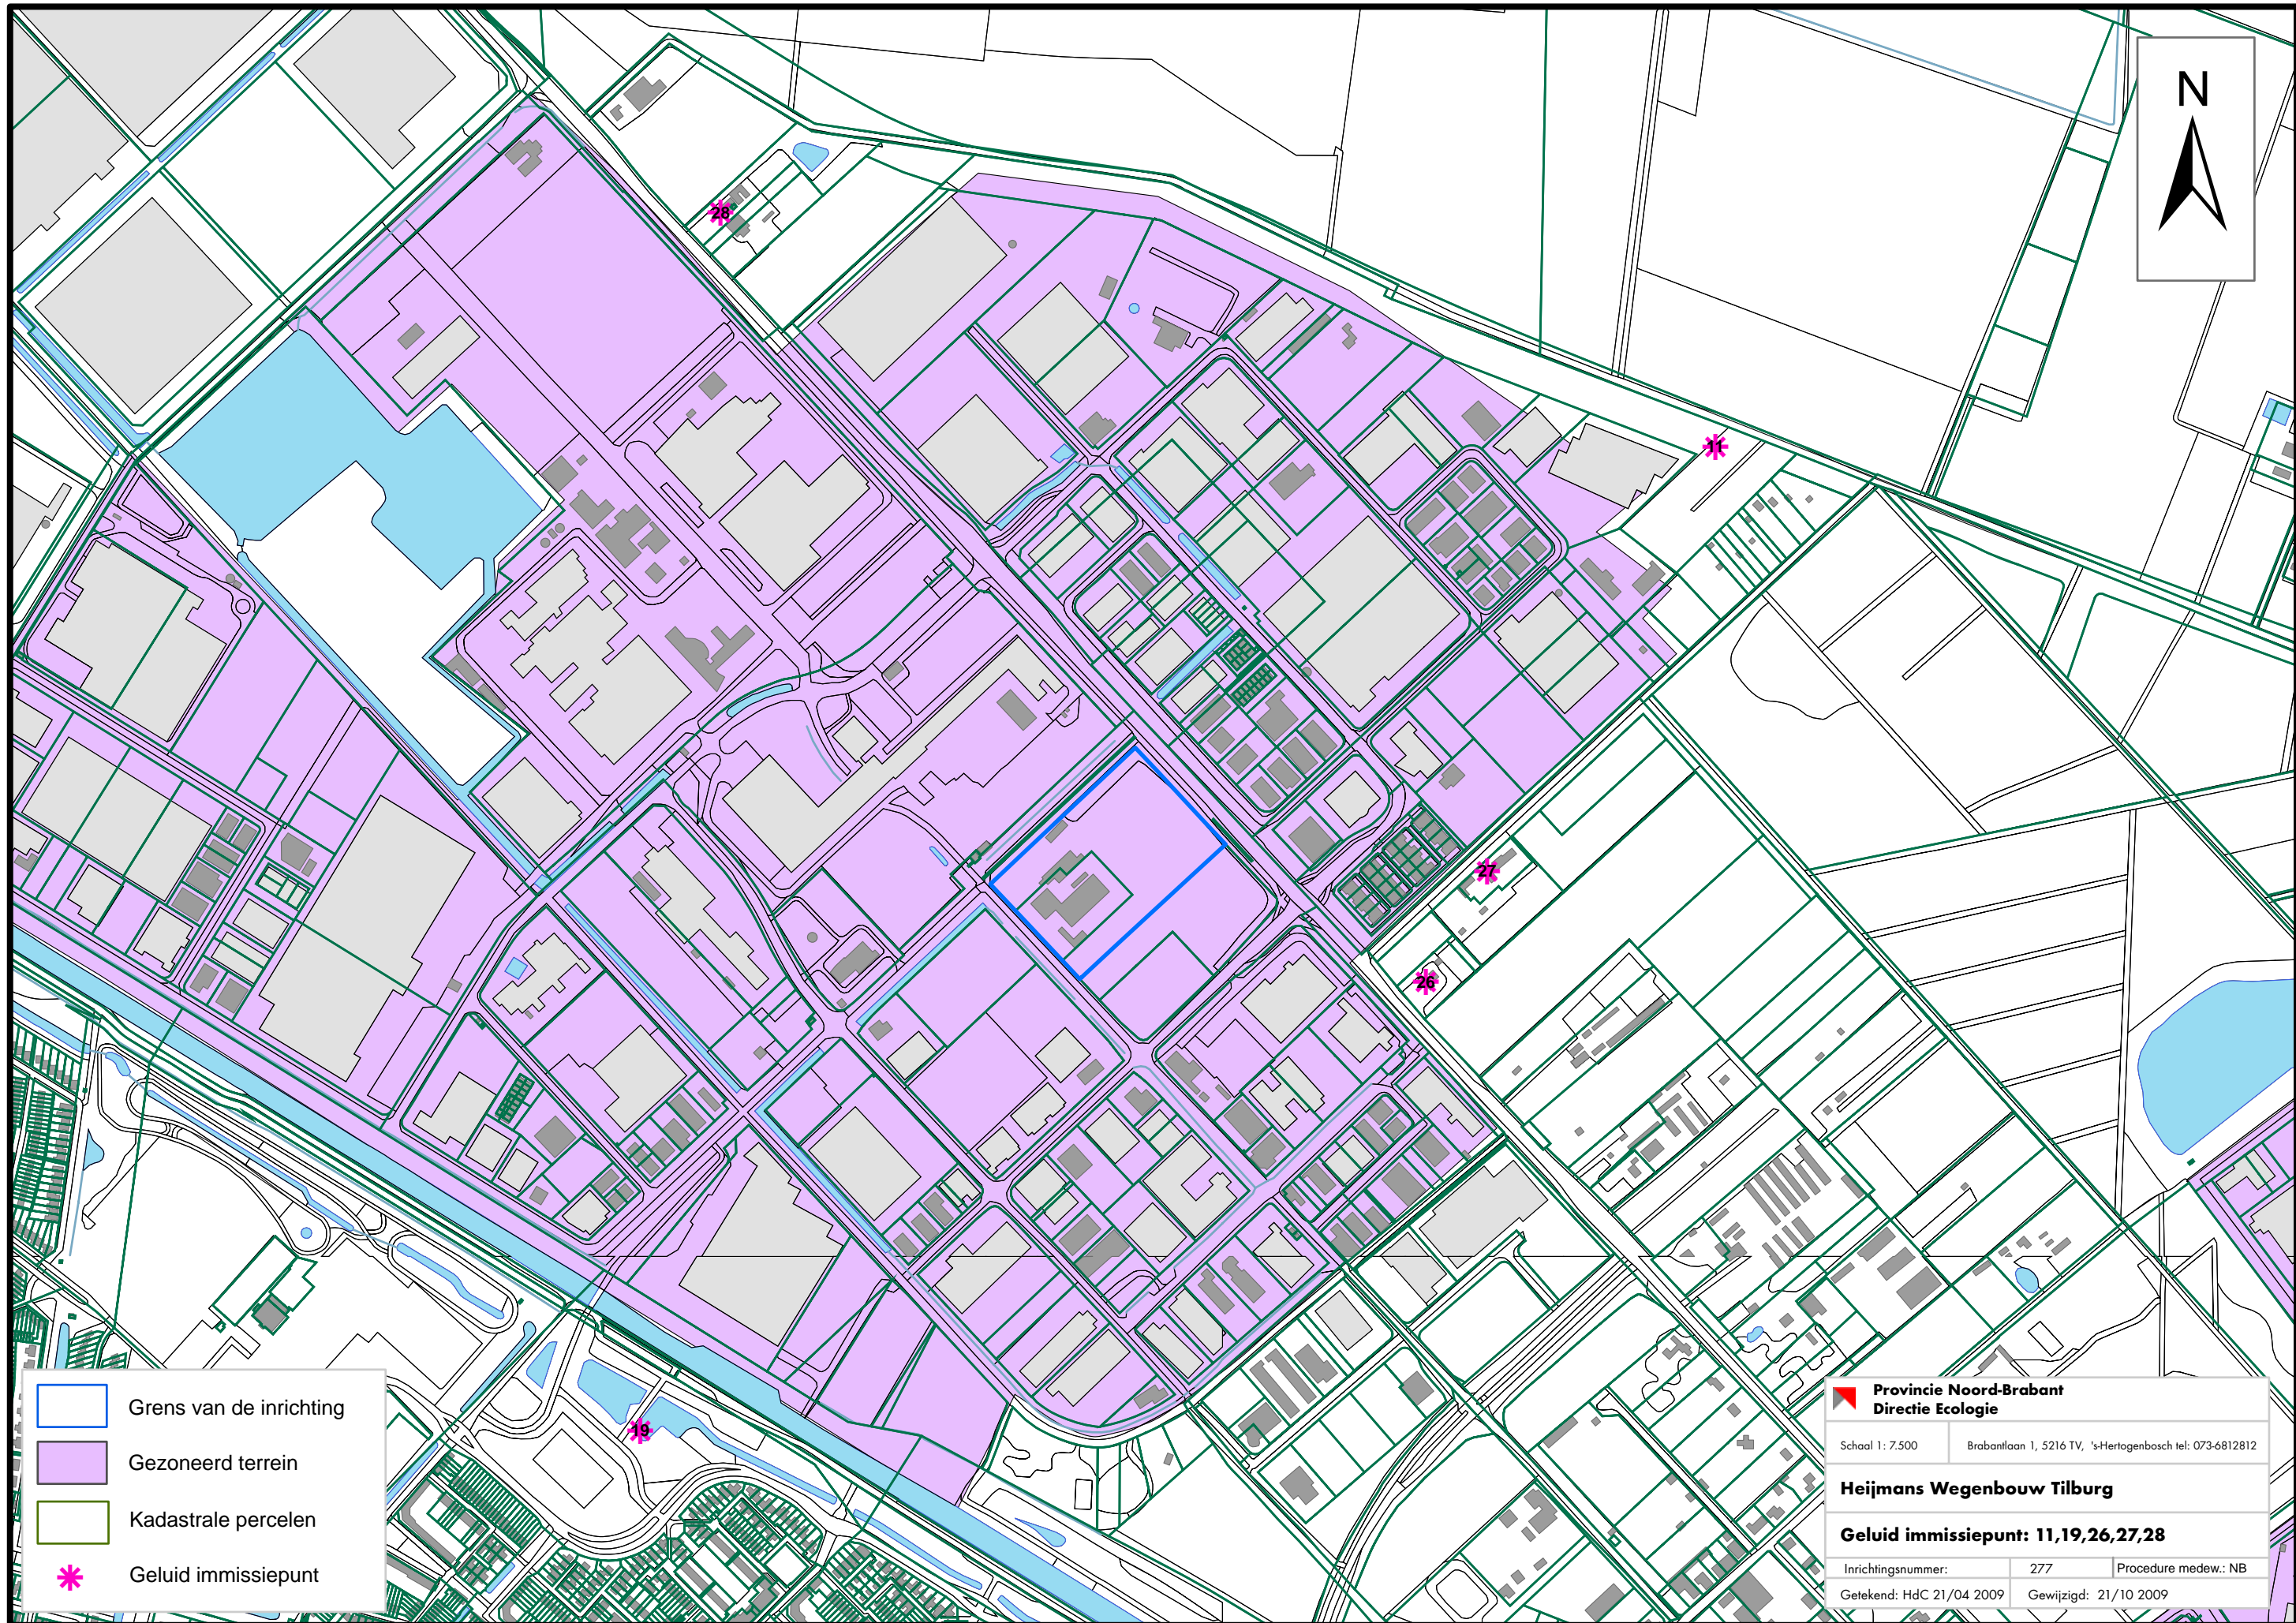 N
28
11
27
26
19
Grens van de inrichting
Gezoneerd terrein
Kadastrale percelen
Geluid immissiepunt
Provincie Noord-Brabant
Directie Ecologie
Schaal 1: 7.500 Brabantlaan 1, 5216 TV, 's-Hertogenbosch tel: 073-6812812
Heijmans Wegenbouw Tilburg
Geluid immissiepunt: 11,19,26,27,28
Inrichtingsnummer: 277 Procedure medew.: NB
Getekend: HdC 21/04 2009 Gewijzigd: 21/10 2009